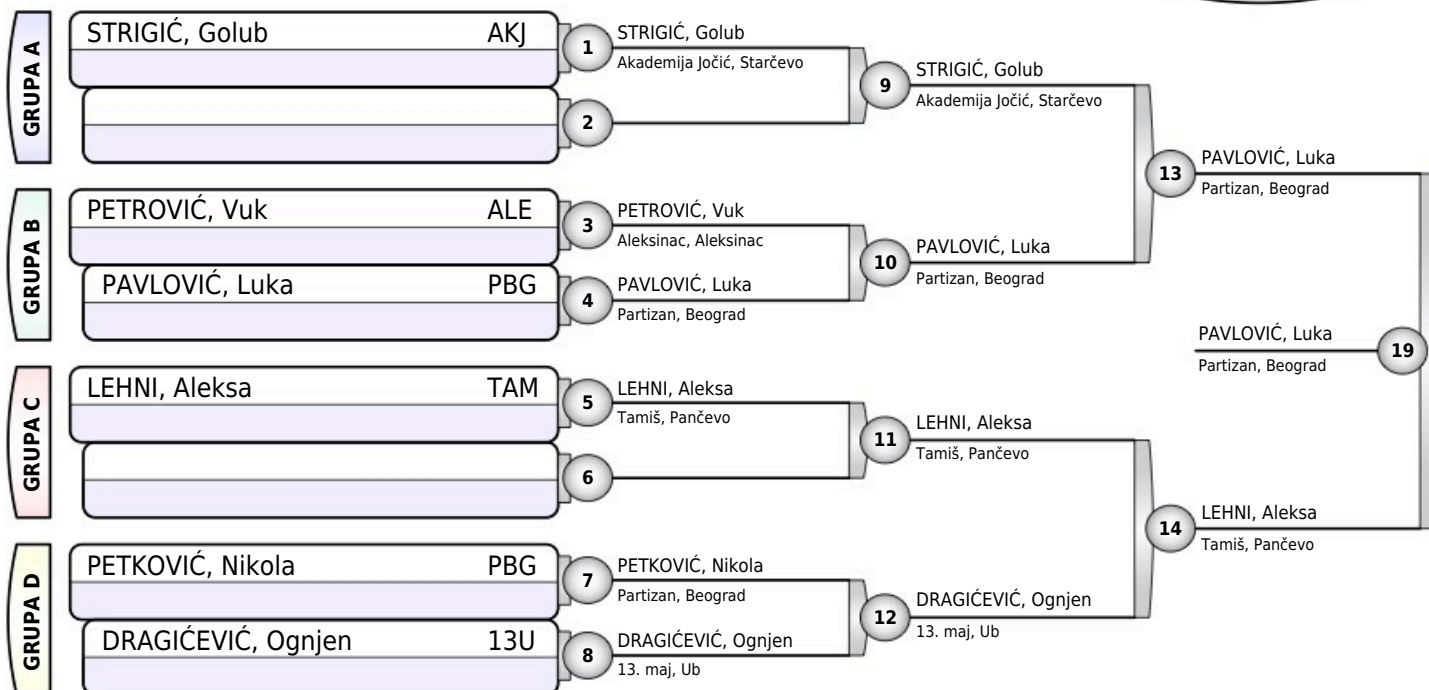 GRUPA A
STRIGIĆ, Golub AKJ
1
STRIGIĆ, Golub
Akademija Jočić, Starčevo
2
9
STRIGIĆ, Golub
Akademija Jočić, Starčevo
GRUPA B
PETROVIĆ, Vuk ALE
3
PETROVIĆ, Vuk
Aleksinac, Aleksinac
PAVLOVIĆ, Luka PBG
4
PAVLOVIĆ, Luka
Partizan, Beograd
10
PAVLOVIĆ, Luka
Partizan, Beograd
13
PAVLOVIĆ, Luka
Partizan, Beograd
PAVLOVIĆ, Luka
Partizan, Beograd
19
GRUPA C
LEHNI, Aleksa TAM
5
LEHNI, Aleksa
Tamiš, Pančevo
6
11
LEHNI, Aleksa
Tamiš, Pančevo
14
LEHNI, Aleksa
Tamiš, Pančevo
GRUPA D
PETKOVIĆ, Nikola PBG
7
PETKOVIĆ, Nikola
Partizan, Beograd
DRAGIĆEVIĆ, Ognjen 13U
8
DRAGIĆEVIĆ, Ognjen
13. maj, Ub
12
DRAGIĆEVIĆ, Ognjen
13. maj, Ub